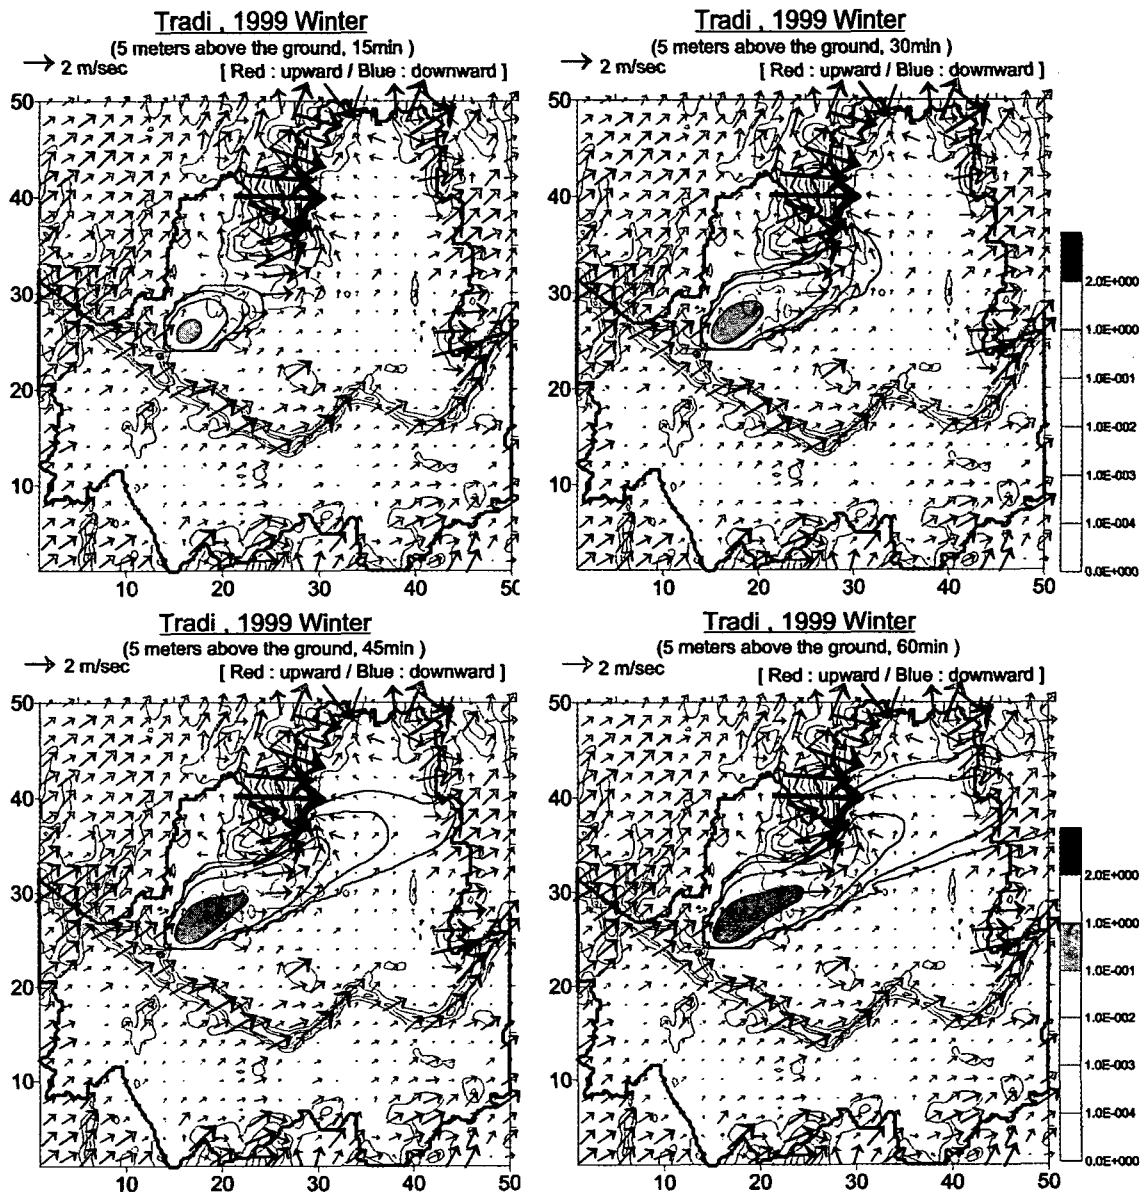 Tradi , 1999 Winter
(5 meters above the ground, 15min )
2 m/sec
[ Red : upward / Blue : downward ]
50
40
30
20
10
10 20 30 40 50
Tradi , 1999 Winter
(5 meters above the ground, 30min )
2 m/sec
[ Red : upward / Blue : downward ]
50
40
30
20
10
10 20 30 40 50
2.0E+000
1.0E+000
1.0E-001
1.0E-002
1.0E-003
1.0E-004
0.0E+000
Tradi , 1999 Winter
(5 meters above the ground, 45min )
2 m/sec
[ Red : upward / Blue : downward ]
50
40
30
20
10
10 20 30 40 50
Tradi , 1999 Winter
(5 meters above the ground, 60min )
2 m/sec
[ Red : upward / Blue : downward ]
50
40
30
20
10
10 20 30 40 50
2.0E+000
1.0E+000
1.0E-001
1.0E-002
1.0E-003
1.0E-004
0.0E+000